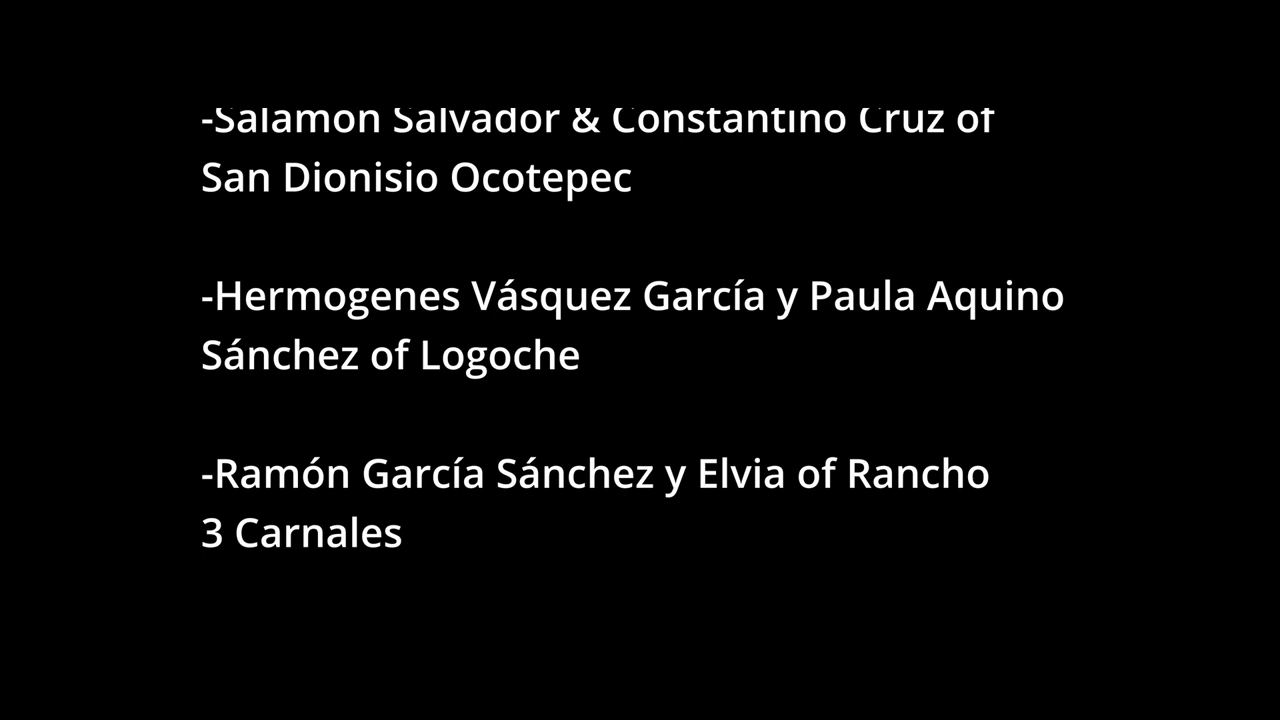 -Salamon Salvador & Constantino Cruz of
San Dionisio Ocotepec
-Hermogenes Vásquez García y Paula Aquino
Sánchez of Logoche
-Ramón García Sánchez y Elvia of Rancho
3 Carnales